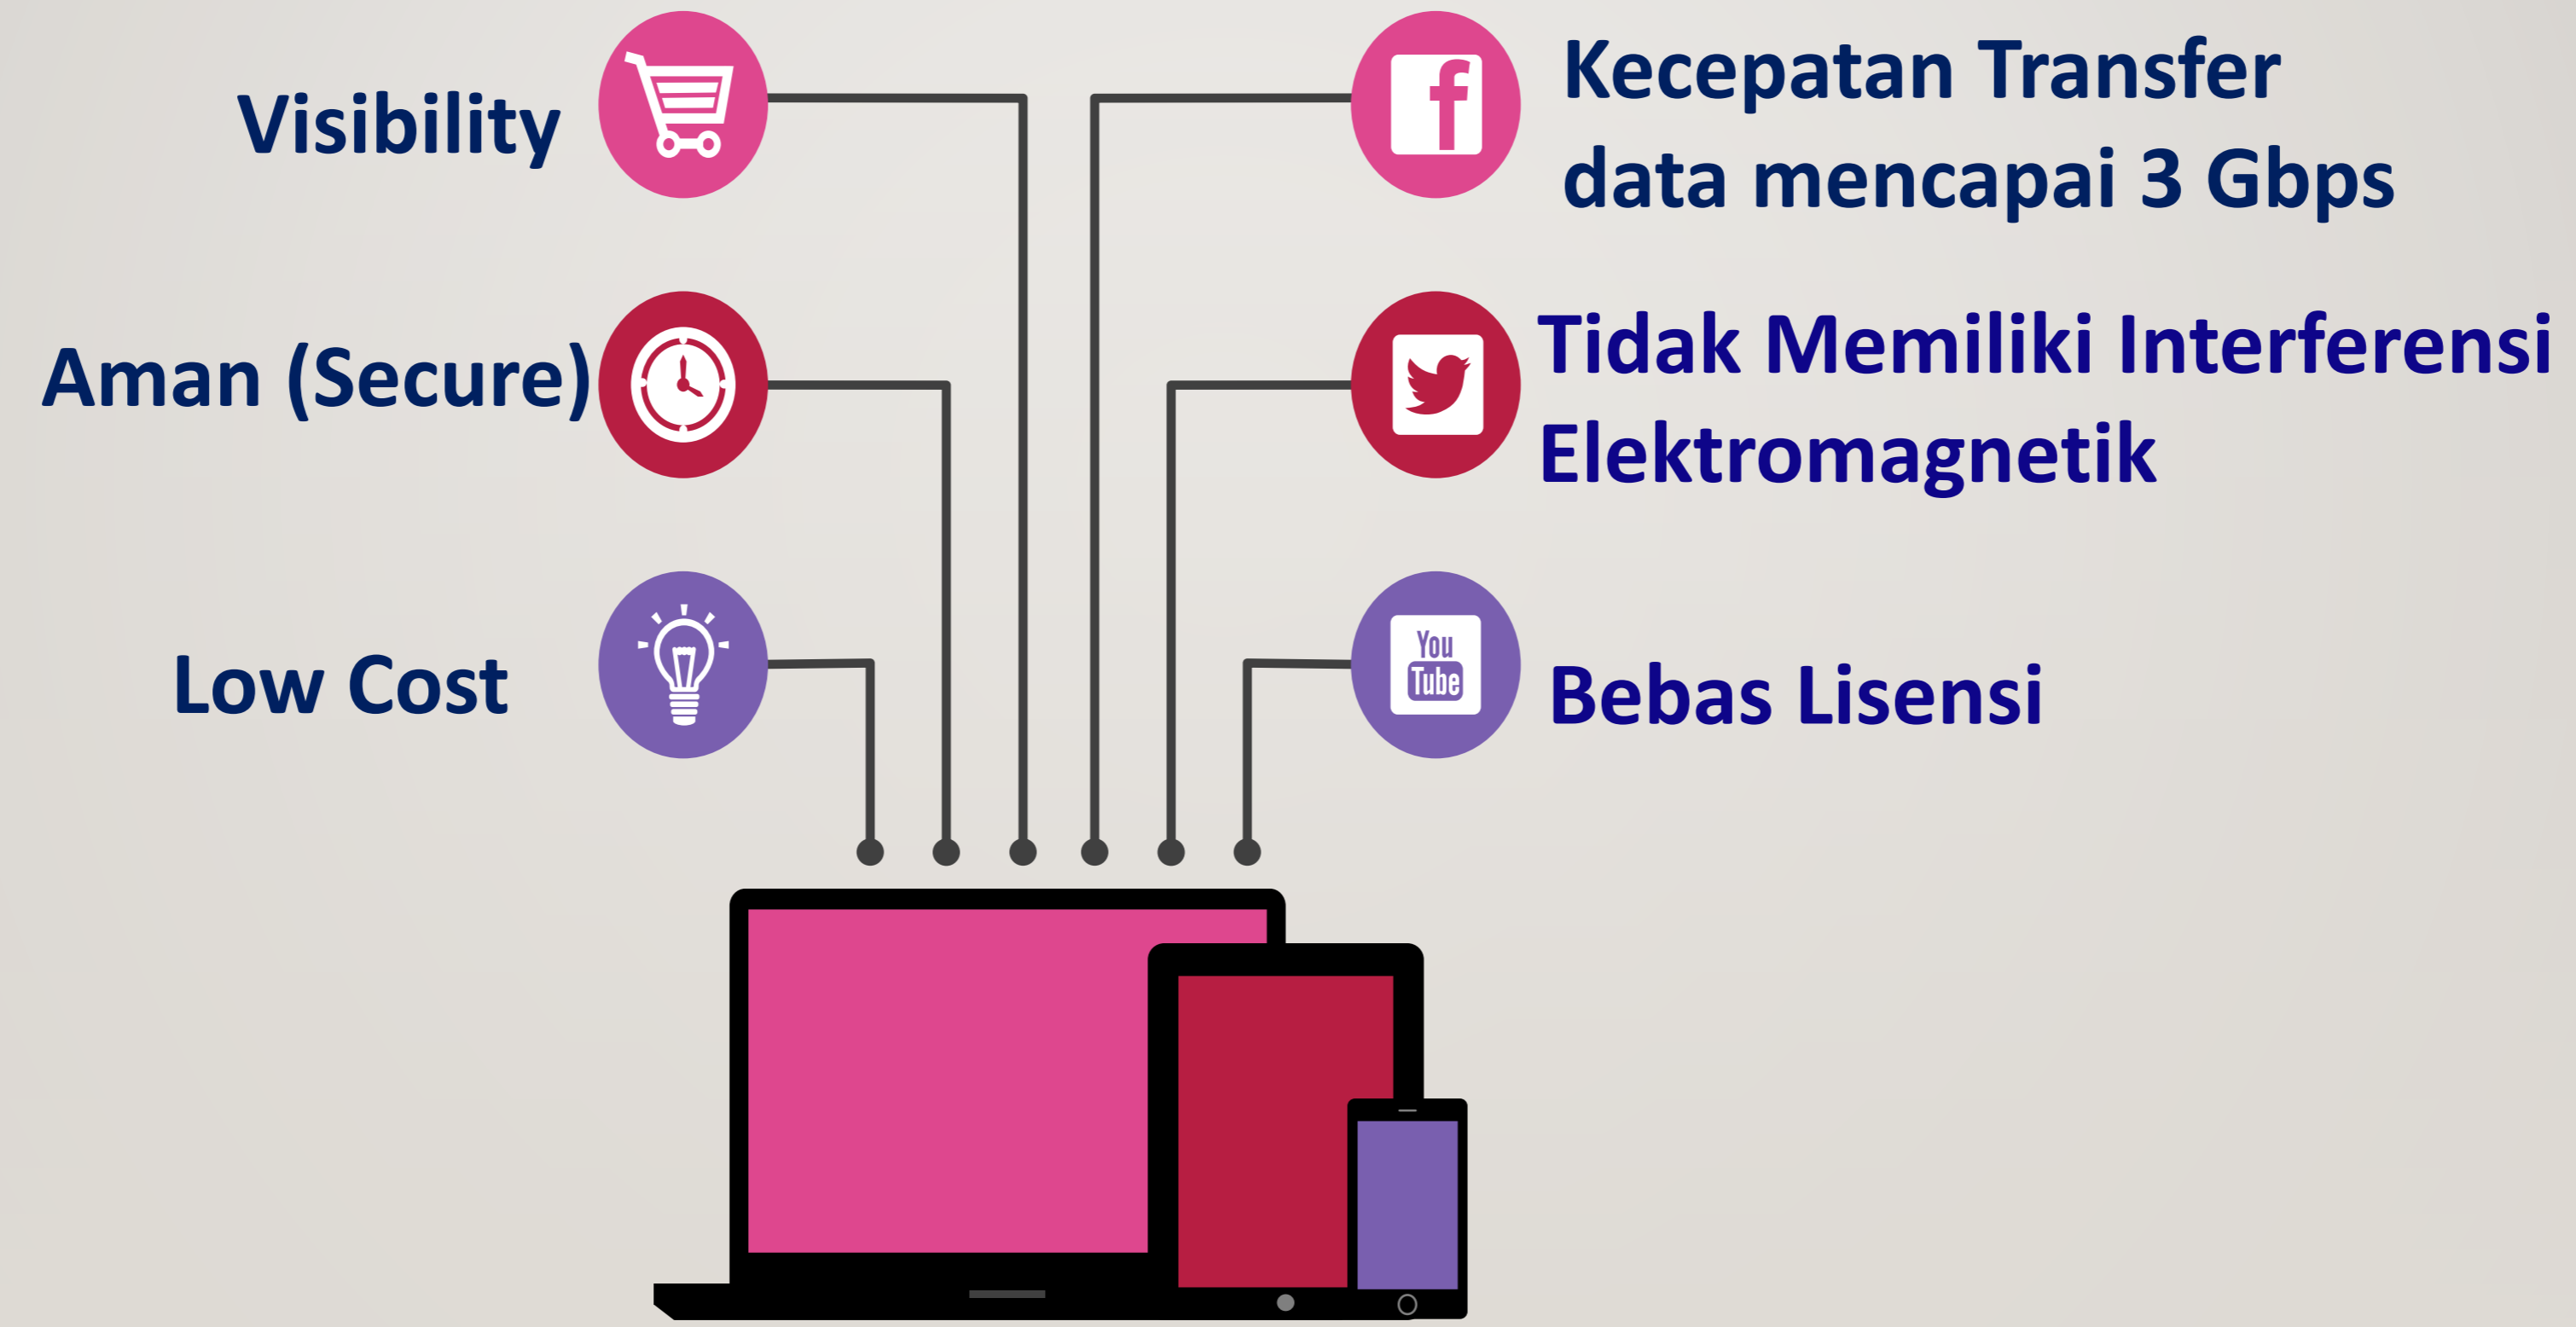 Visibility
Kecepatan Transfer
data mencapai 3 Gbps
Aman (Secure)
Tidak Memiliki Interferensi
Elektromagnetik
Low Cost
You
Tube
Bebas Lisensi